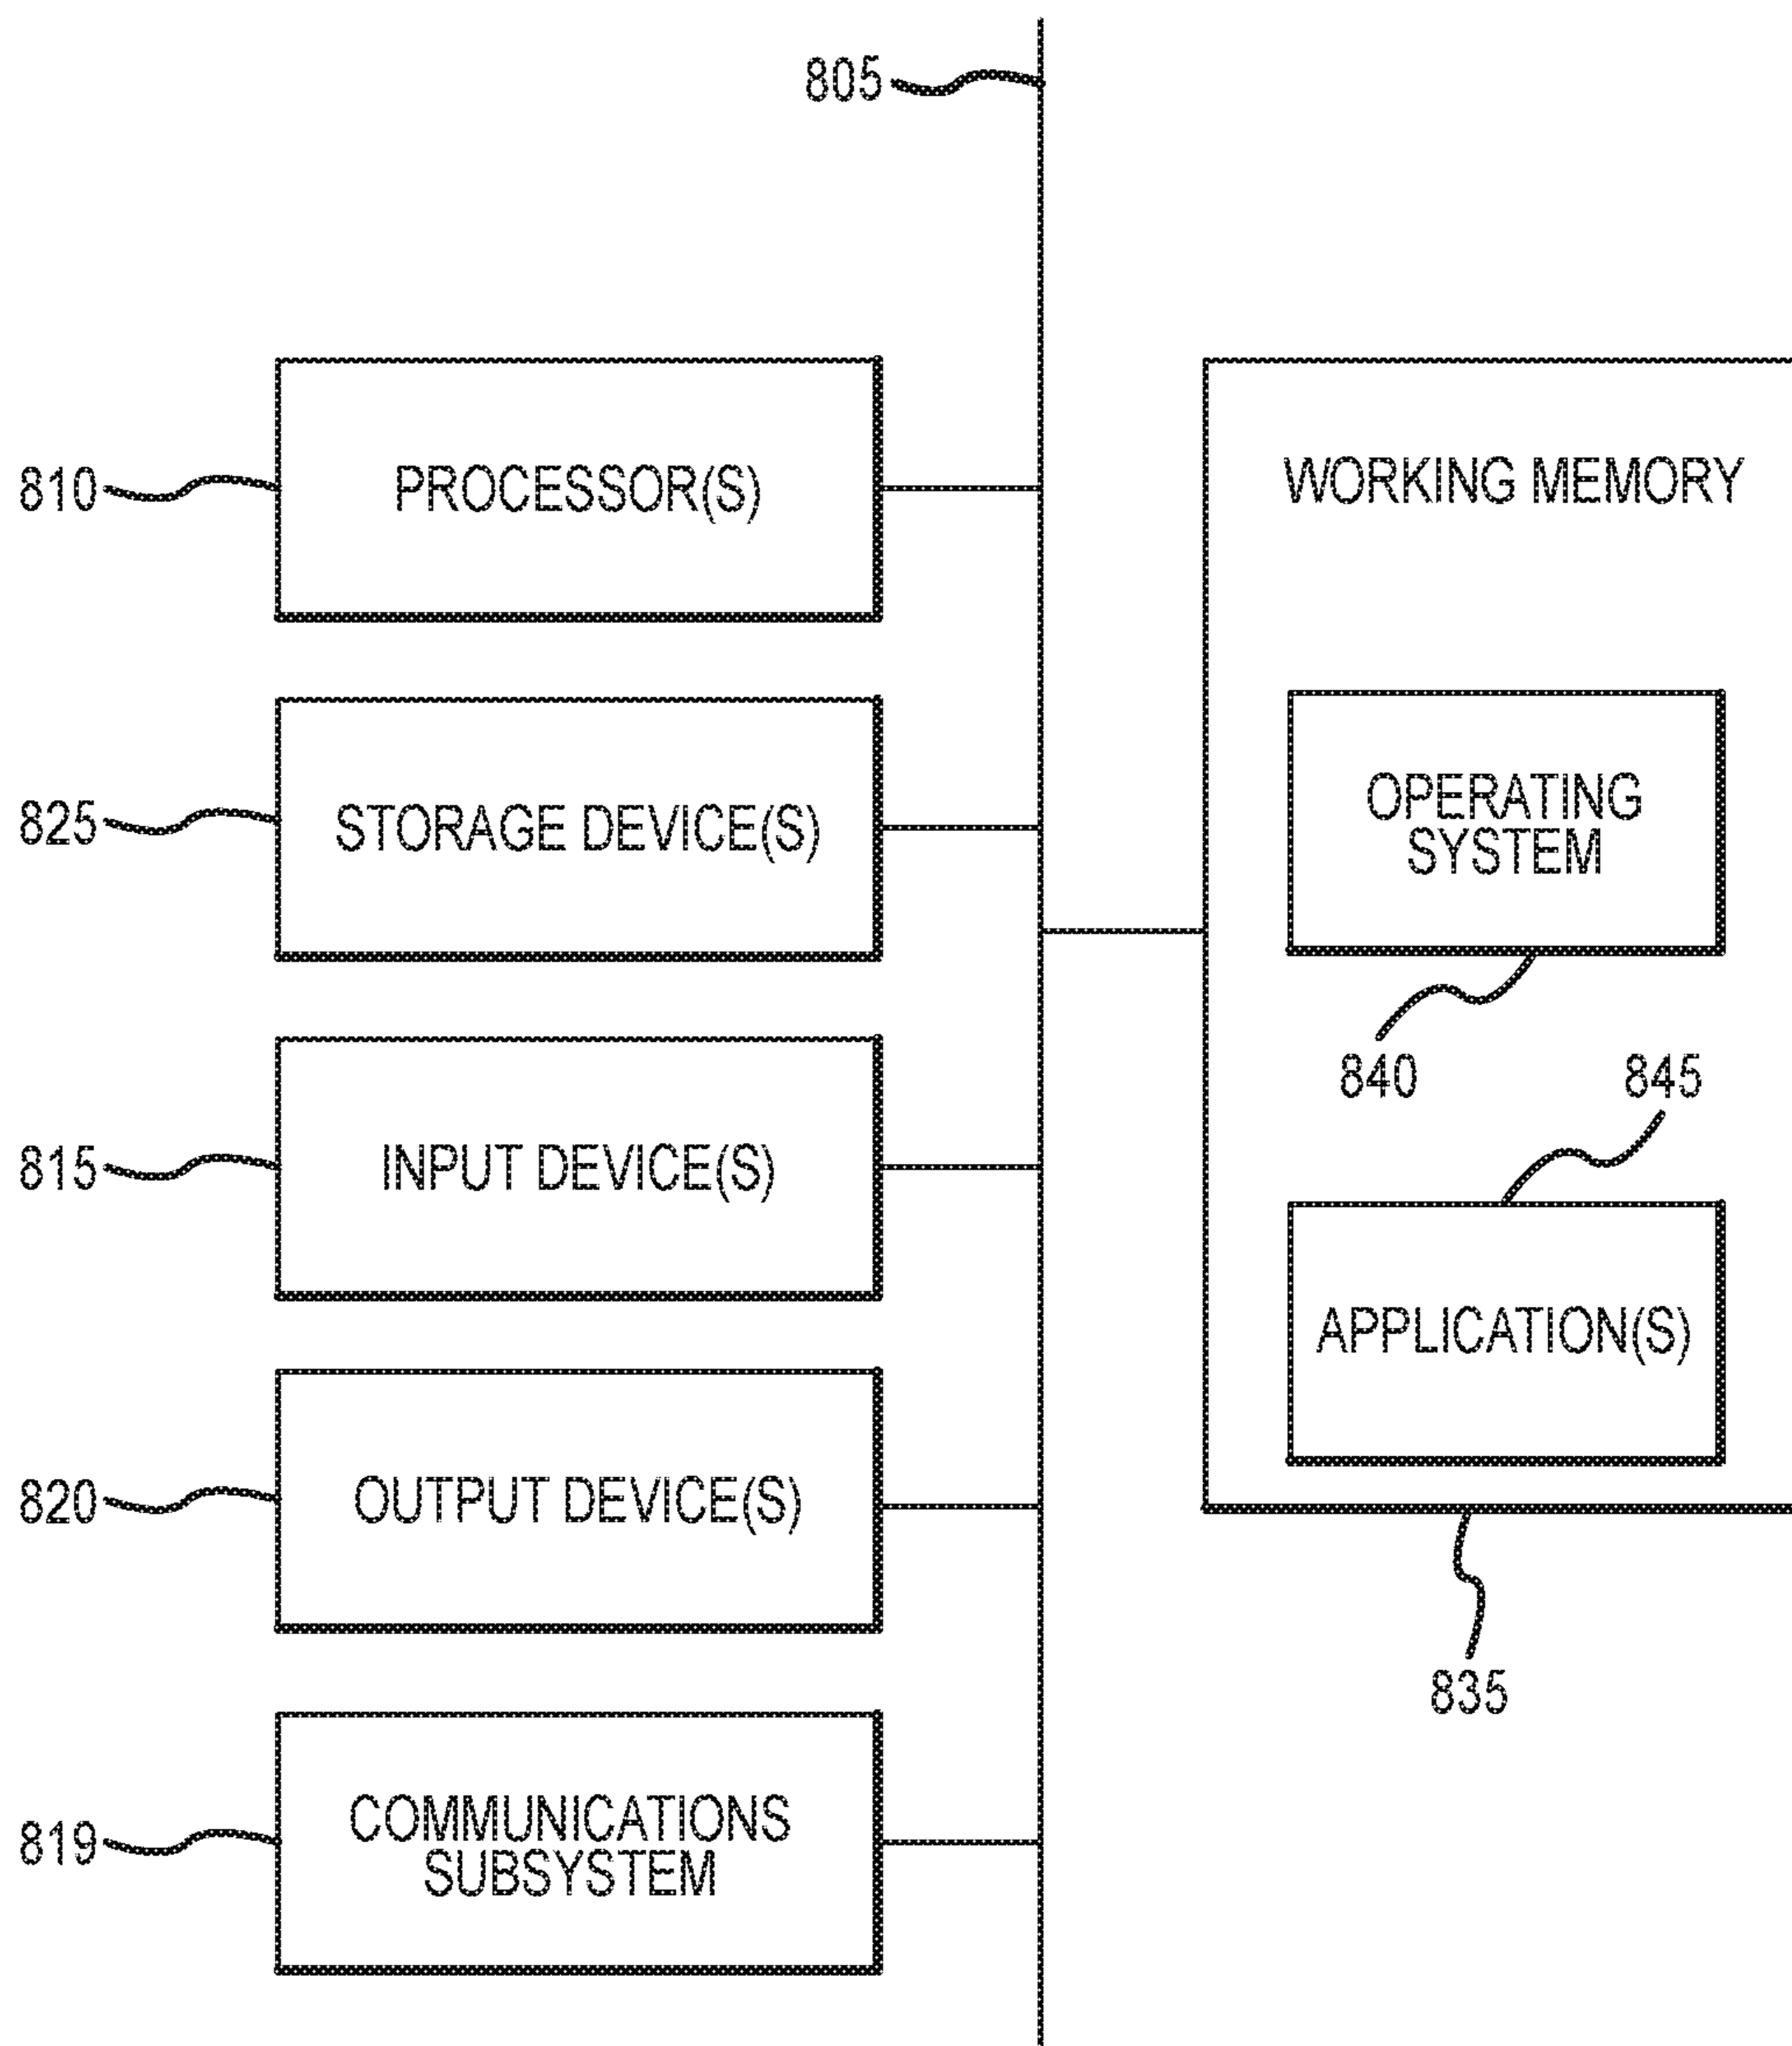 805
810
PROCESSOR(S)
WORKING MEMORY
825
STORAGE DEVICE(S)
OPERATING
SYSTEM
840
845
815
INPUT DEVICE(S)
APPLICATION(S)
820
OUTPUT DEVICE(S)
835
819
COMMUNICATIONS
SUBSYSTEM